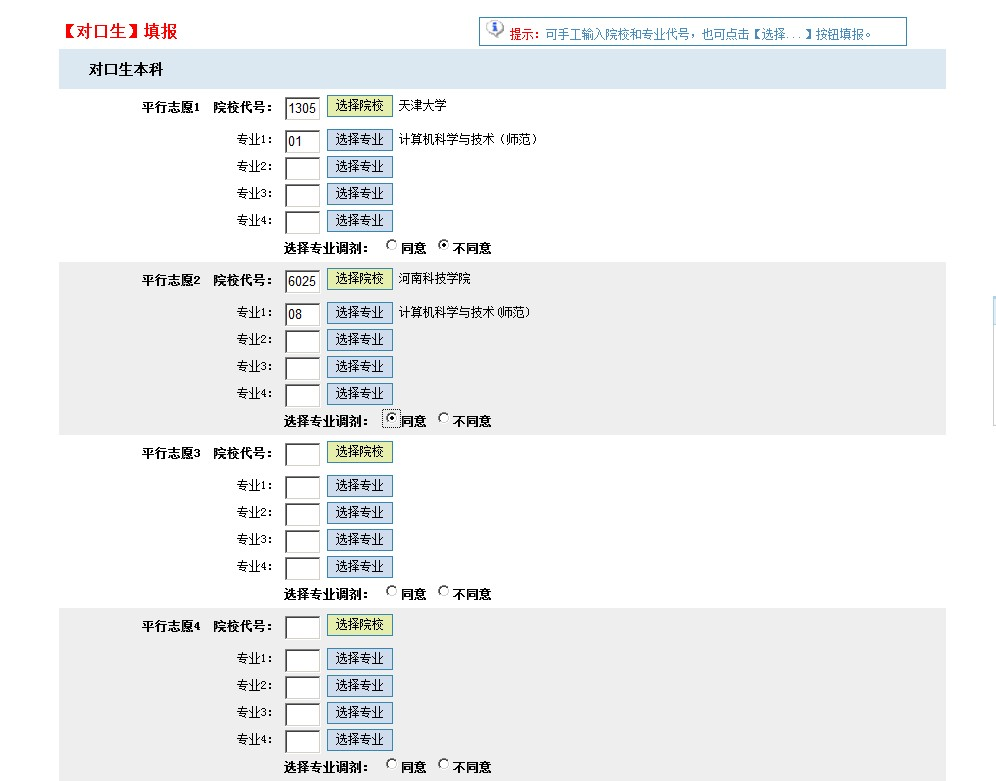 【对口生】填报
提示：可手工输入院校和专业代号，也可点击【选择...】按钮填报。
对口生本科
平行志愿1 院校代号： 1305 选择院校 天津大学
专业1： 01 选择专业 计算机科学与技术（师范）
专业2： 选择专业
专业3： 选择专业
专业4： 选择专业
选择专业调剂： 同意 不同意
平行志愿2 院校代号： 6025 选择院校 河南科技学院
专业1： 08 选择专业 计算机科学与技术(师范)
专业2： 选择专业
专业3： 选择专业
专业4： 选择专业
选择专业调剂： 同意 不同意
平行志愿3 院校代号： 选择院校
专业1： 选择专业
专业2： 选择专业
专业3： 选择专业
专业4： 选择专业
选择专业调剂： 同意 不同意
平行志愿4 院校代号： 选择院校
专业1： 选择专业
专业2： 选择专业
专业3： 选择专业
专业4： 选择专业
选择专业调剂： 同意 不同意